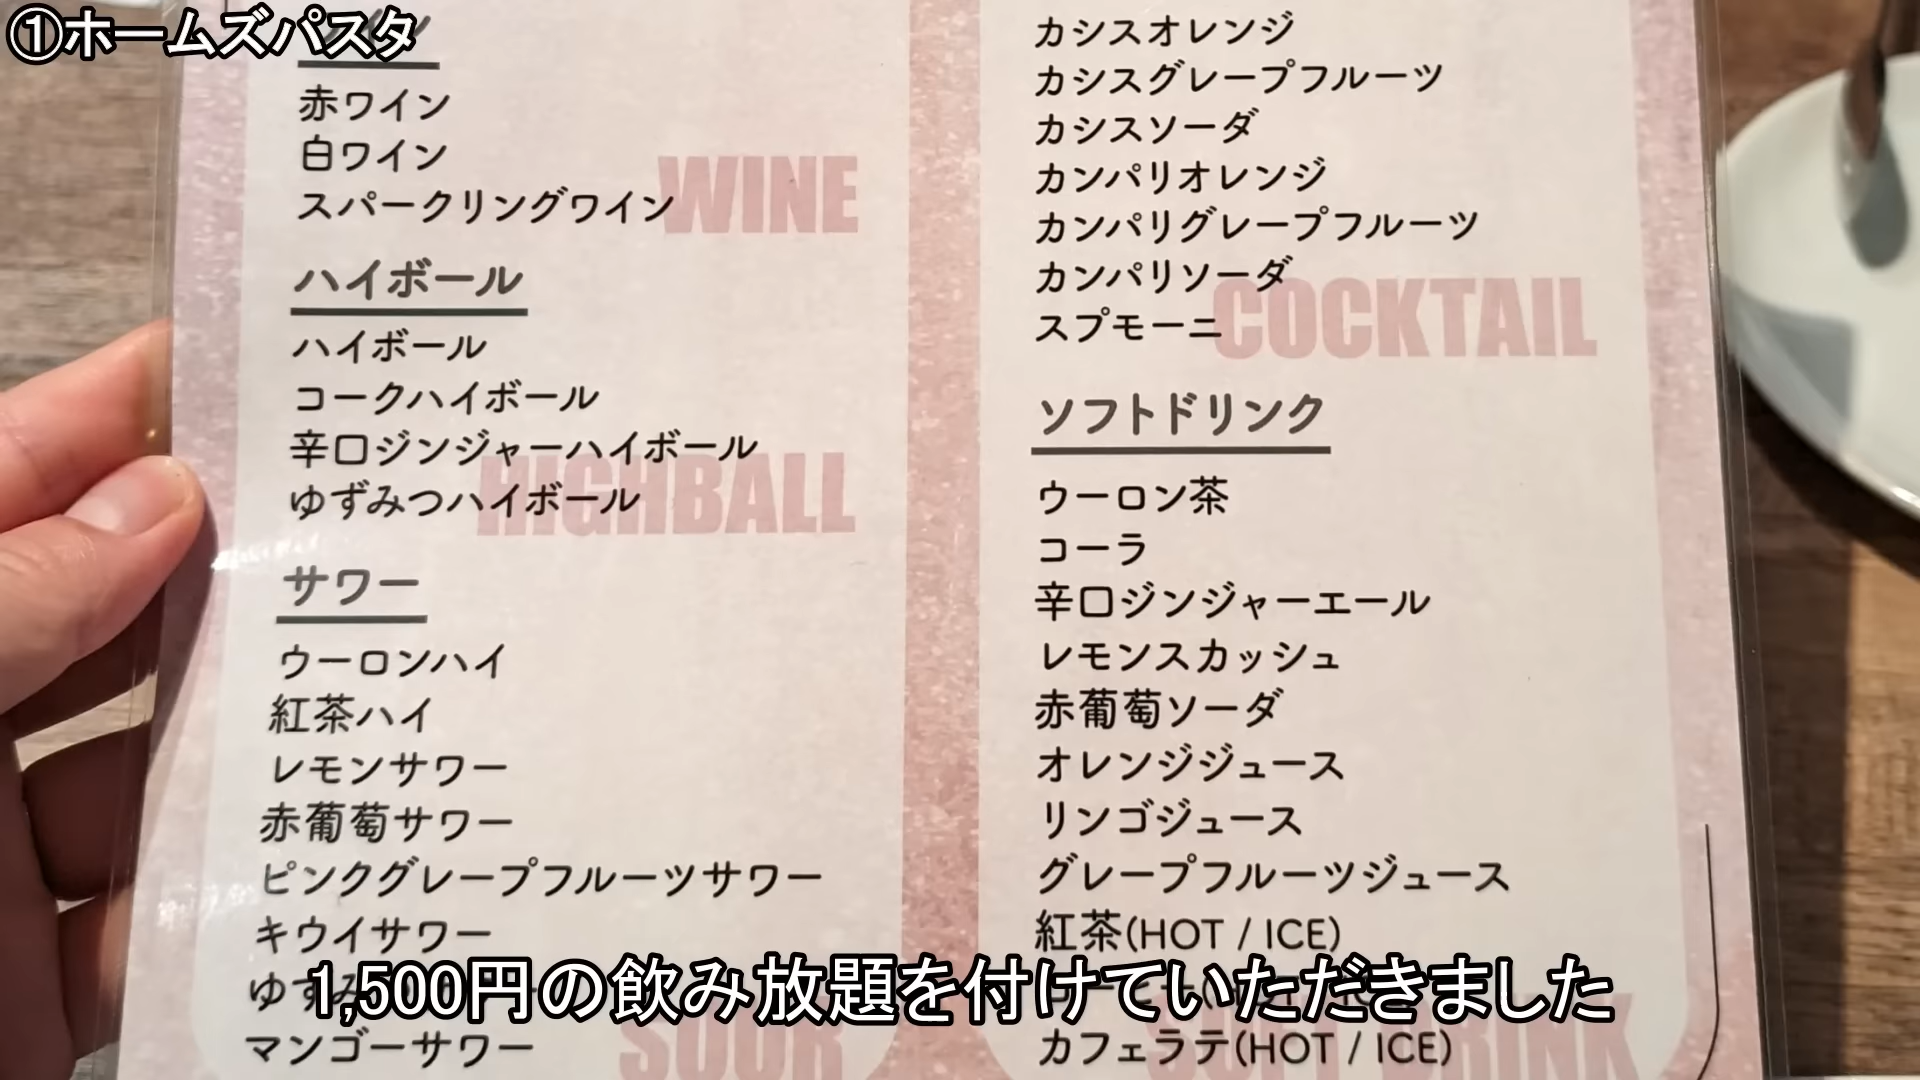 ①ホームズパスタ
赤ワイン
白ワイン
スパークリングワイン
WINE
ハイボール
ハイボール
コークハイボール
辛口ジンジャーハイボール
ゆずみつハイボール
HIGHBALL
サワー
ウーロンハイ
紅茶ハイ
レモンサワー
赤葡萄サワー
ピンクグレープフルーツサワー
キウイサワー
マンゴーサワー
SOUR
カシスオレンジ
カシスグレープフルーツ
カシスソーダ
カンパリオレンジ
カンパリグレープフルーツ
カンパリソーダ
スプモーニ
COCKTAIL
ソフトドリンク
ウーロン茶
コーラ
辛口ジンジャーエール
レモンスカッシュ
赤葡萄ソーダ
オレンジジュース
リンゴジュース
グレープフルーツジュース
紅茶(HOT / ICE)
カフェラテ(HOT / ICE)
SOFT DRINK
1,500円の飲み放題を付けていただきました